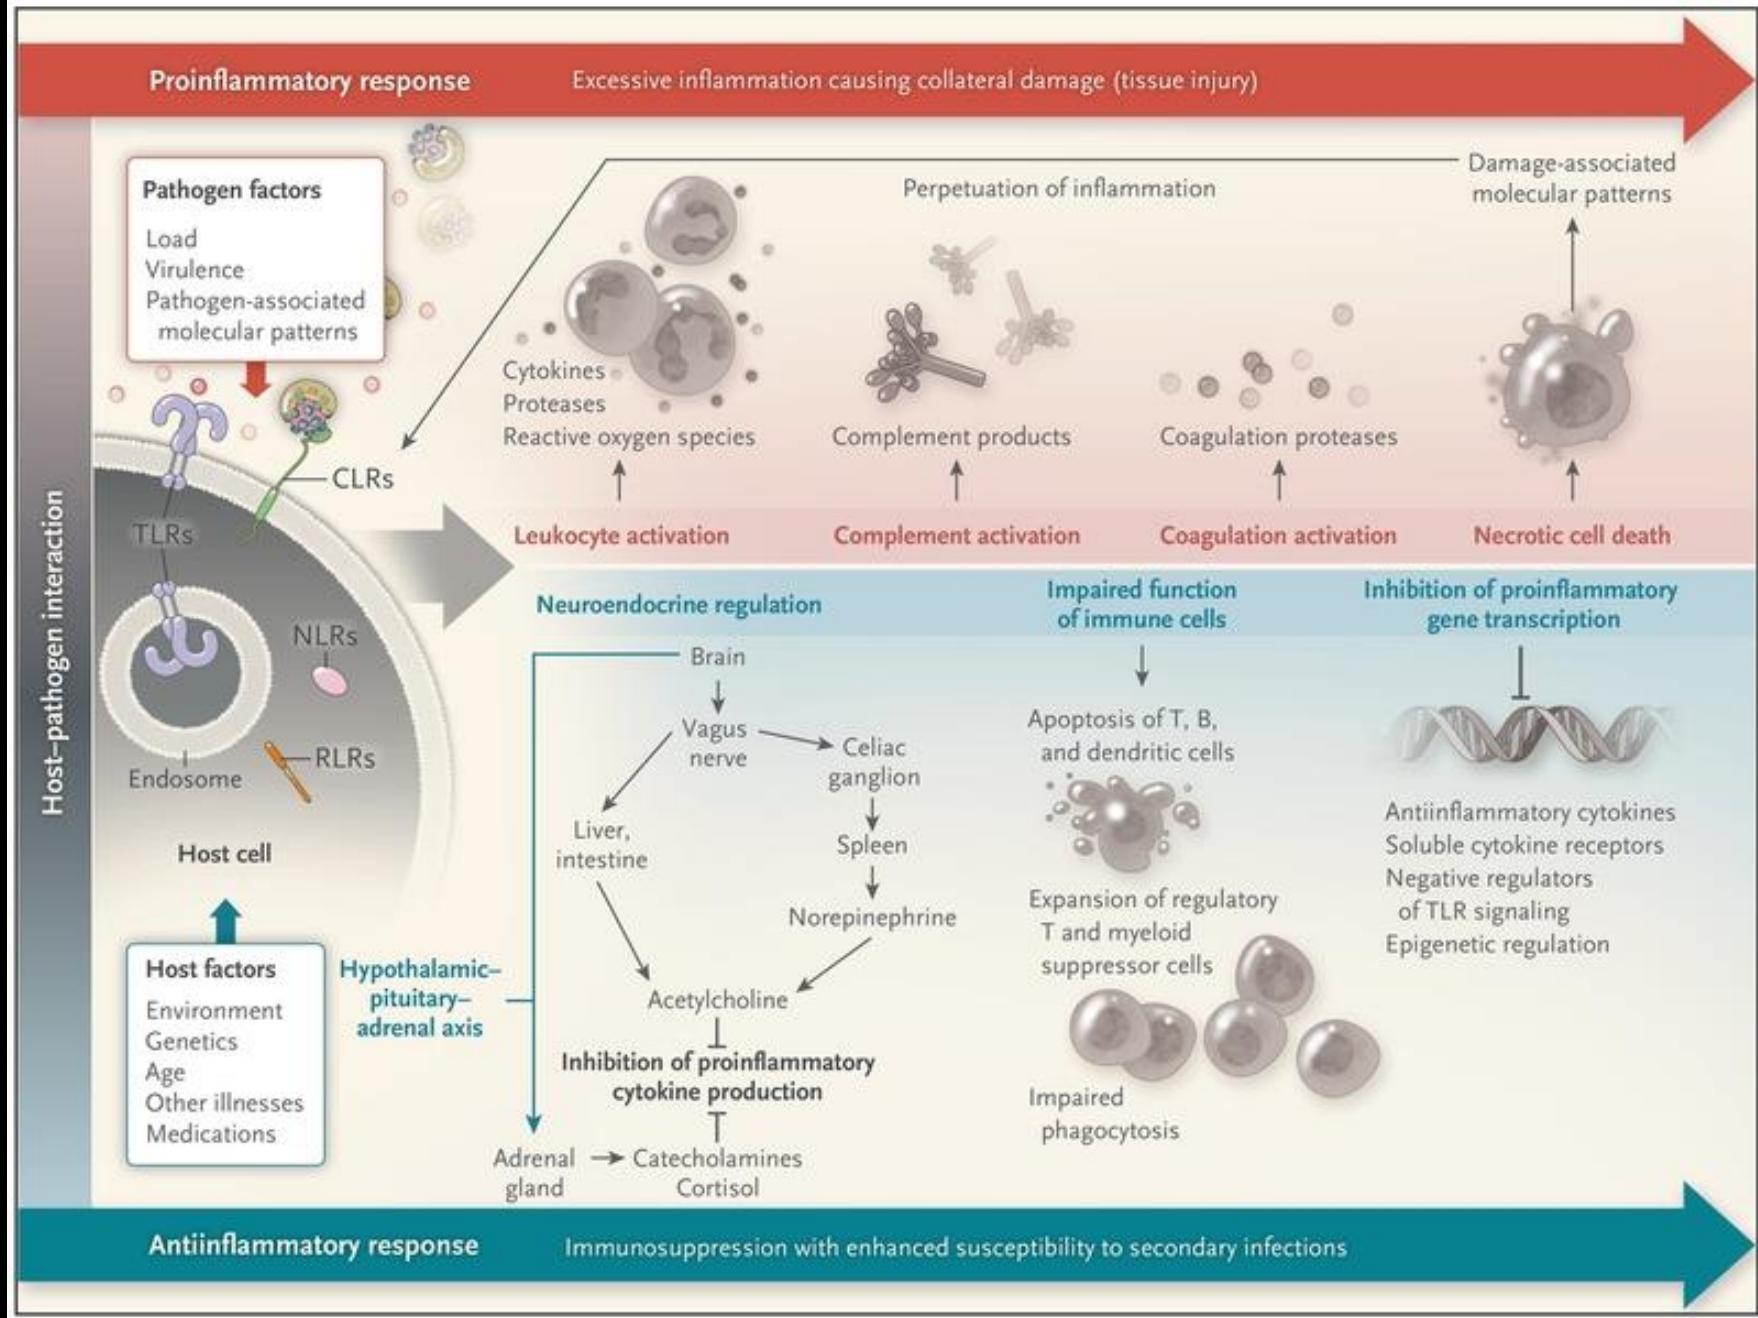 Proinflammatory response
Excessive inflammation causing collateral damage (tissue injury)
Host–pathogen interaction
Pathogen factors
Load
Virulence
Pathogen-associated
molecular patterns
CLRs
TLRs
NLRs
RLRs
Endosome
Host cell
Host factors
Environment
Genetics
Age
Other illnesses
Medications
Damage-associated
molecular patterns
Perpetuation of inflammation
Cytokines
Proteases
Reactive oxygen species
Complement products
Coagulation proteases
Leukocyte activation
Complement activation
Coagulation activation
Necrotic cell death
Neuroendocrine regulation
Brain
Vagus
nerve
Celiac
ganglion
Liver,
intestine
Spleen
Norepinephrine
Hypothalamic–
pituitary–
adrenal axis
Acetylcholine
Inhibition of proinflammatory
cytokine production
Adrenal
gland
Catecholamines
Cortisol
Impaired function
of immune cells
Apoptosis of T, B,
and dendritic cells
Expansion of regulatory
T and myeloid
suppressor cells
Impaired
phagocytosis
Inhibition of proinflammatory
gene transcription
Antiinflammatory cytokines
Soluble cytokine receptors
Negative regulators
of TLR signaling
Epigenetic regulation
Antiinflammatory response
Immunosuppression with enhanced susceptibility to secondary infections